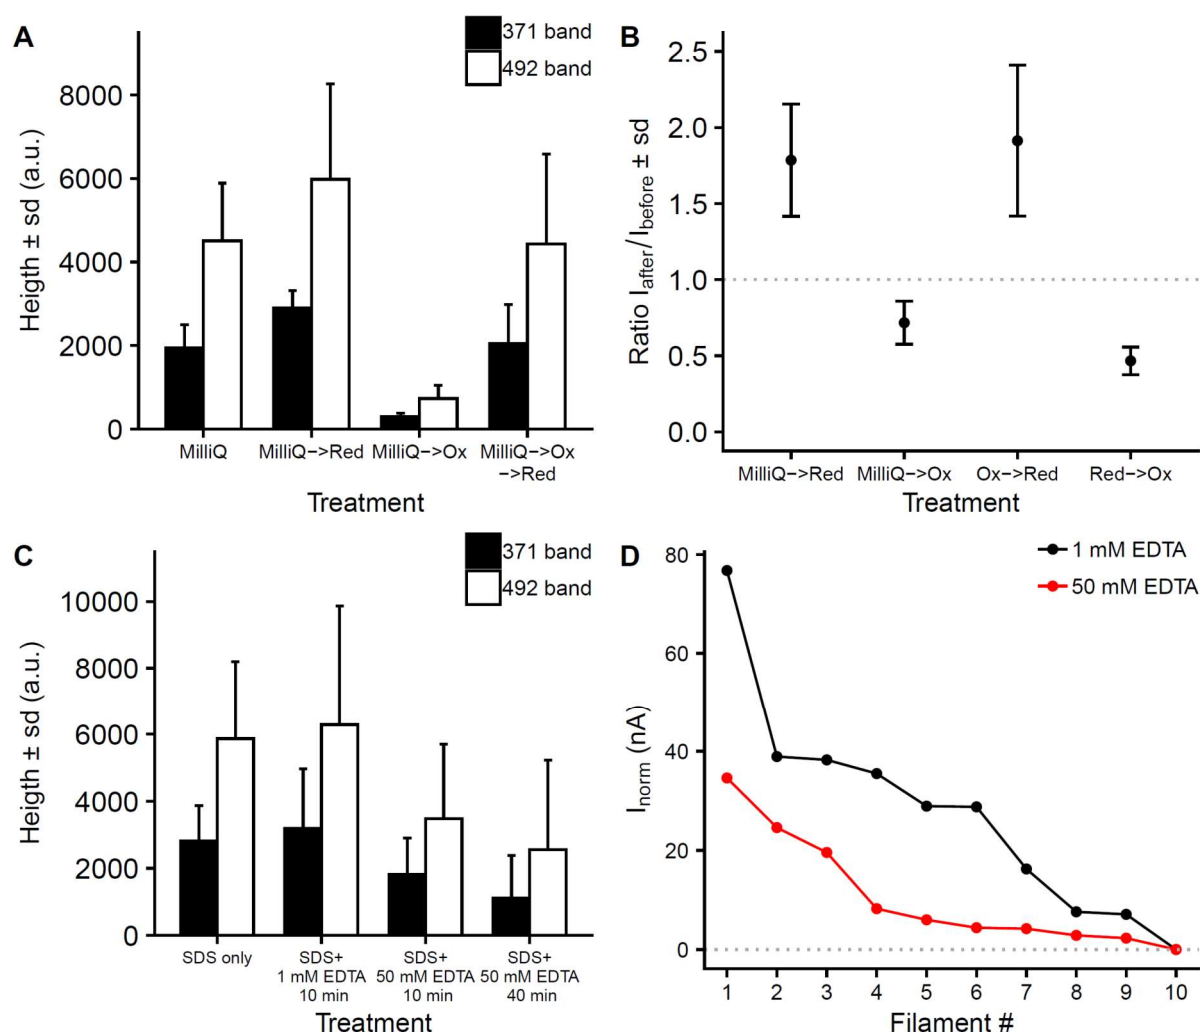 A
371 band
492 band
Heigth ± sd (a.u.)
8000
6000
4000
2000
0
MilliQ
MilliQ->Red
MilliQ->Ox
MilliQ->Ox
->Red
Treatment
B
Ratio Iafter/Ibefore ± sd
2.5
2.0
1.5
1.0
0.5
0.0
MilliQ->Red
MilliQ->Ox
Ox->Red
Red->Ox
Treatment
C
371 band
492 band
Heigth ± sd (a.u.)
10000
8000
6000
4000
2000
0
SDS only
SDS+
1 mM EDTA
10 min
SDS+
50 mM EDTA
10 min
SDS+
50 mM EDTA
40 min
Treatment
D
1 mM EDTA
50 mM EDTA
Inorm (nA)
80
60
40
20
0
1 2 3 4 5 6 7 8 9 10
Filament #